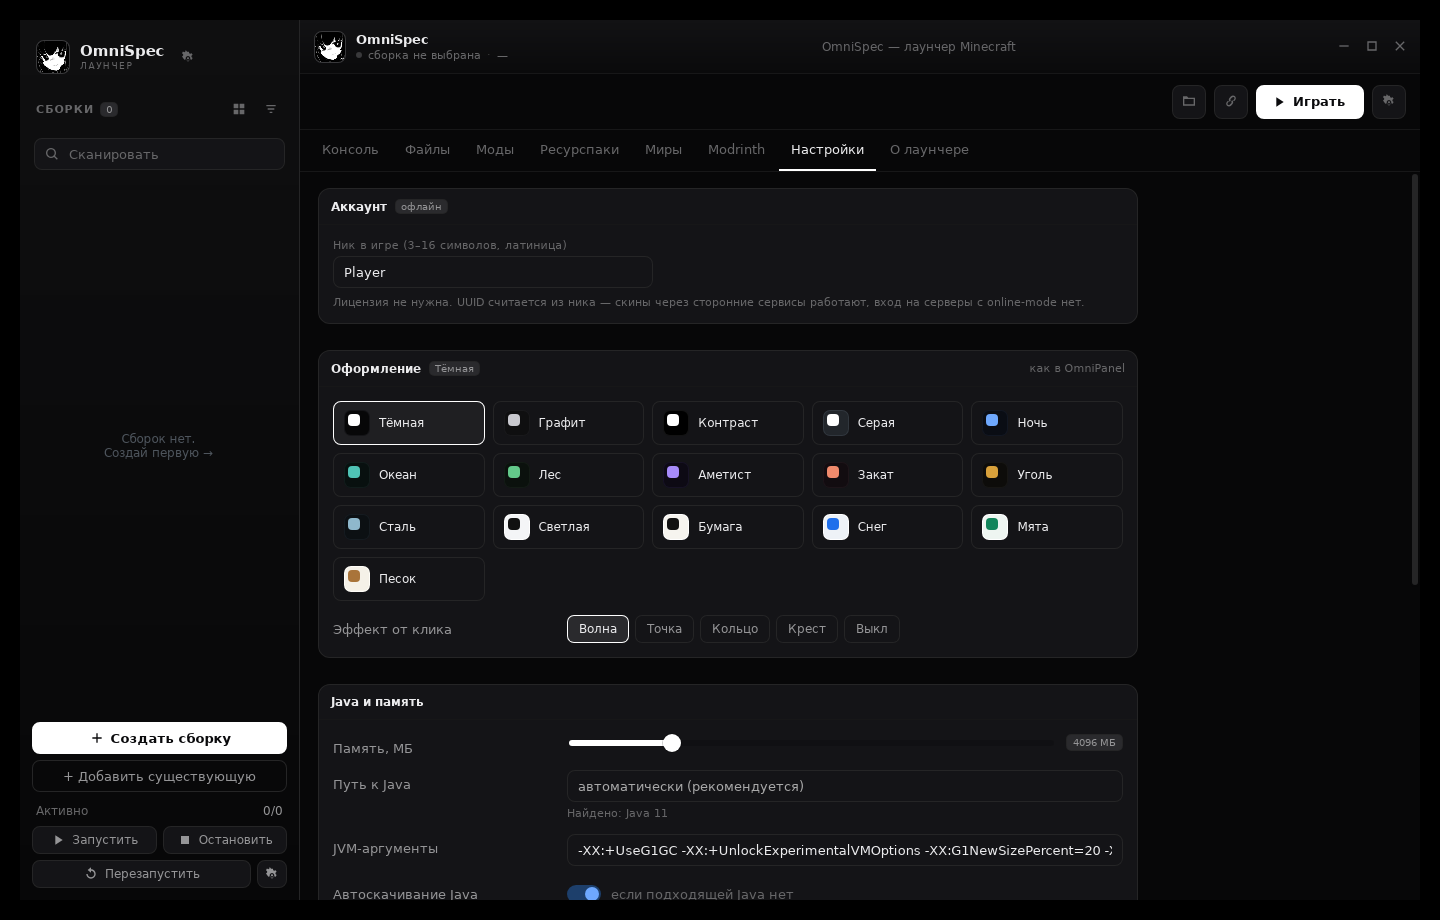 OmniSpec
ЛАУНЧЕР
СБОРКИ 0
Сканировать
Сборок нет.
Создай первую →
+ Создать сборку
+ Добавить существующую
Активно 0/0
Запустить
Остановить
Перезапустить
OmniSpec
сборка не выбрана · —
OmniSpec — лаунчер Minecraft
Играть
Консоль Файлы Моды Ресурспаки Миры Modrinth Настройки О лаунчере
Аккаунт офлайн
Ник в игре (3–16 символов, латиница)
Player
Лицензия не нужна. UUID считается из ника — скины через сторонние сервисы работают, вход на серверы с online-mode нет.
Оформление Тёмная как в OmniPanel
Тёмная Графит Контраст Серая Ночь
Океан Лес Аметист Закат Уголь
Сталь Светлая Бумага Снег Мята
Песок
Эффект от клика Волна Точка Кольцо Крест Выкл
Java и память
Память, МБ 4096 МБ
Путь к Java автоматически (рекомендуется)
Найдено: Java 11
JVM-аргументы -XX:+UseG1GC -XX:+UnlockExperimentalVMOptions -XX:G1NewSizePercent=20
Автоскачивание Java если подходящей Java нет